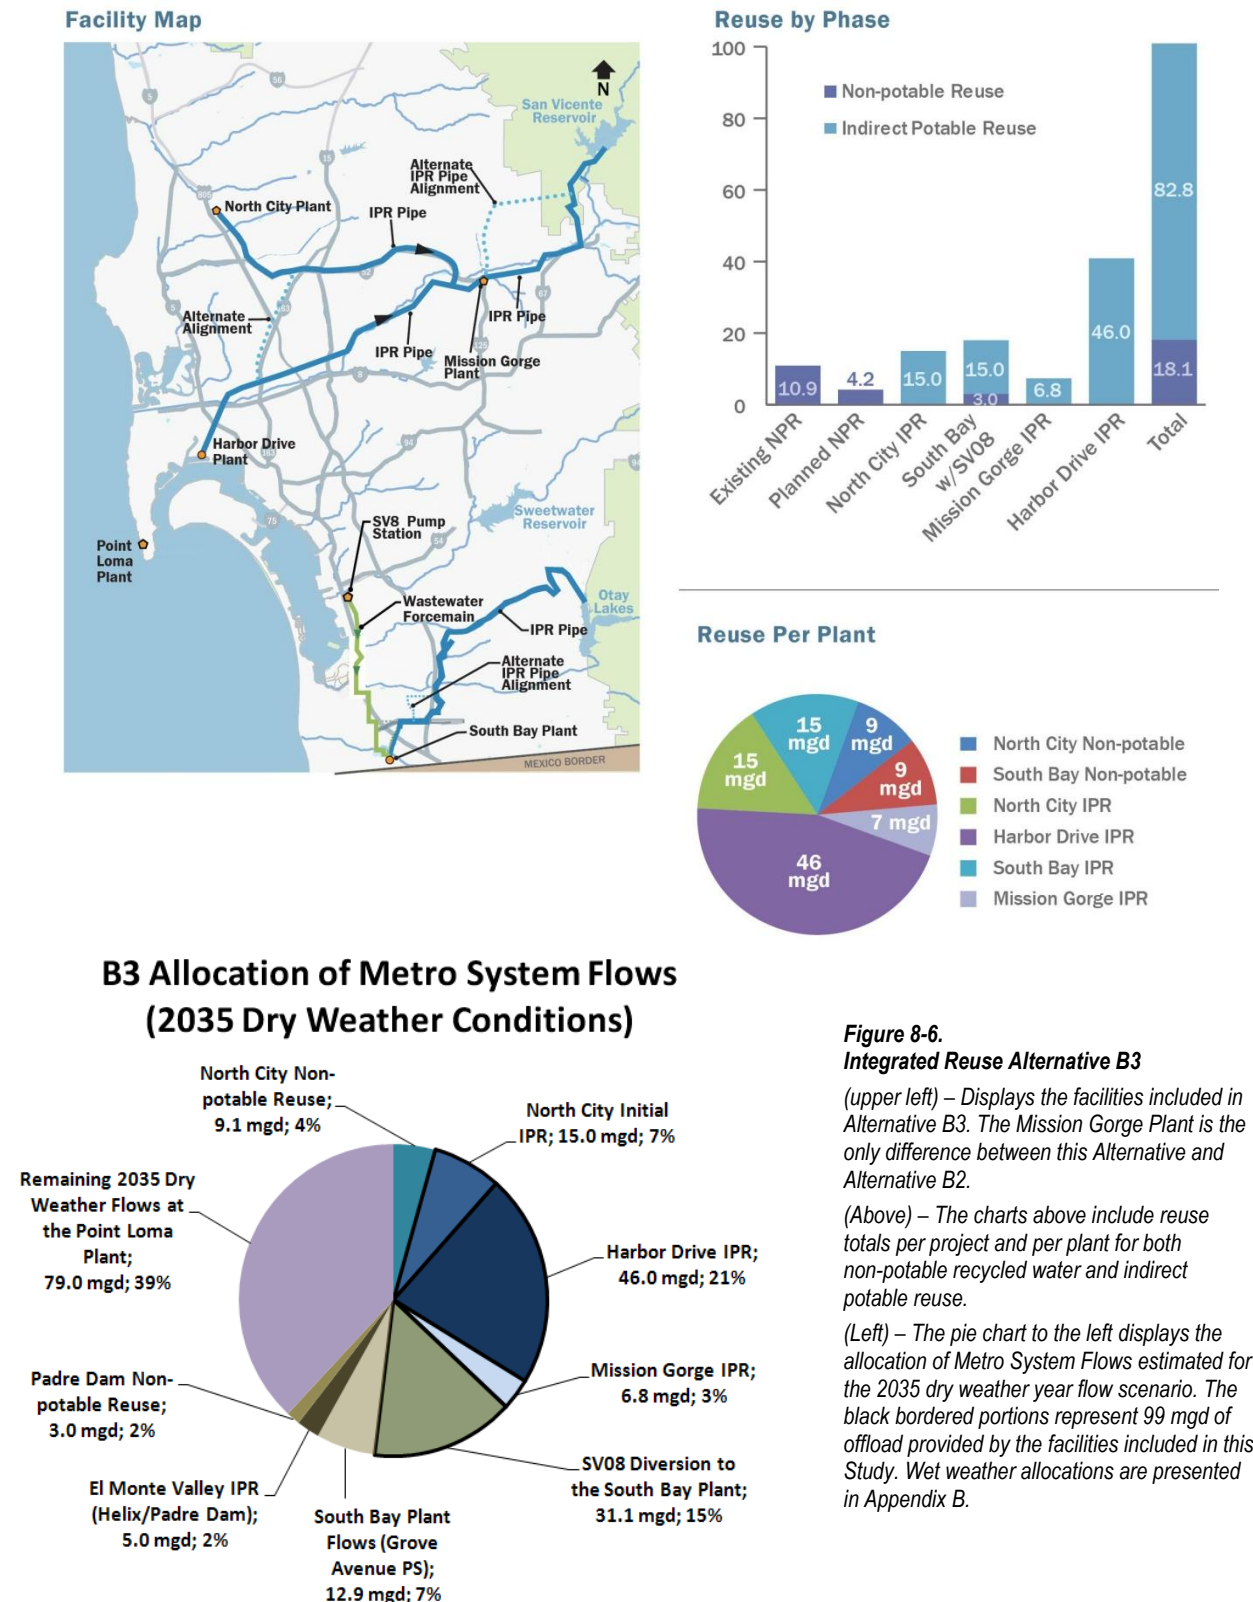 Facility Map
N
San Vicente
Reservoir
56
5
15
805
Alternate
IPR Pipe
Alignment
North City Plant
IPR Pipe
52
5
163
67
Alternate
Alignment
IPR Pipe
IPR Pipe
125
Mission Gorge
Plant
8
Harbor Drive
Plant
94
163
94
75
SV8 Pump
Station
54
Sweetwater
Reservoir
Point
Loma
Plant
Wastewater
Forcemain
Otay
Lakes
IPR Pipe
Alternate
IPR Pipe
Alignment
South Bay Plant
MEXICO BORDER
Reuse by Phase
100
80
60
40
20
0
Non-potable Reuse
Indirect Potable Reuse
10.9
4.2
15.0
15.0
3.0
6.8
46.0
82.8
18.1
Existing NPR
Planned NPR
North City IPR
South Bay
w/SV08
Mission Gorge IPR
Harbor Drive IPR
Total
Reuse Per Plant
15
mgd
9
mgd
15
mgd
9
mgd
7 mgd
46
mgd
North City Non-potable
South Bay Non-potable
North City IPR
Harbor Drive IPR
South Bay IPR
Mission Gorge IPR
B3 Allocation of Metro System Flows
(2035 Dry Weather Conditions)
North City Non-
potable Reuse;
9.1 mgd; 4%
North City Initial
IPR; 15.0 mgd; 7%
Remaining 2035 Dry
Weather Flows at
the Point Loma
Plant;
79.0 mgd; 39%
Harbor Drive IPR;
46.0 mgd; 21%
Mission Gorge IPR;
6.8 mgd; 3%
Padre Dam Non-
potable Reuse;
3.0 mgd; 2%
SV08 Diversion to
the South Bay Plant;
31.1 mgd; 15%
El Monte Valley IPR
(Helix/Padre Dam);
5.0 mgd; 2%
South Bay Plant
Flows (Grove
Avenue PS);
12.9 mgd; 7%
Figure 8-6.
Integrated Reuse Alternative B3
(upper left) – Displays the facilities included in
Alternative B3. The Mission Gorge Plant is the
only difference between this Alternative and
Alternative B2.
(Above) – The charts above include reuse
totals per project and per plant for both
non-potable recycled water and indirect
potable reuse.
(Left) – The pie chart to the left displays the
allocation of Metro System Flows estimated for
the 2035 dry weather year flow scenario. The
black bordered portions represent 99 mgd of
offload provided by the facilities included in this
Study. Wet weather allocations are presented
in Appendix B.